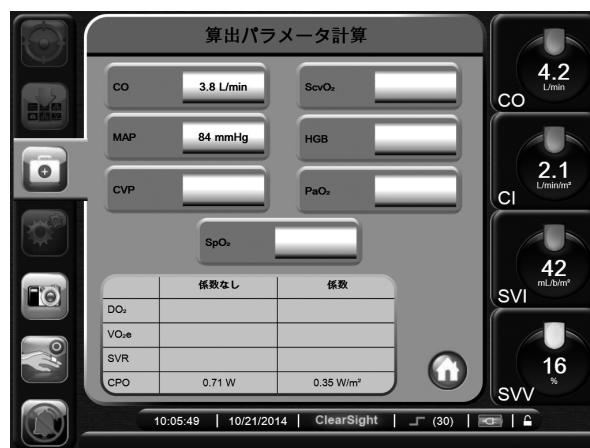 算出パラメータ計算
CO 3.8 L/min ScvO₂
MAP 84 mmHg HGB
CVP PaO₂
SpO₂
係数なし 係数
DO₂
VO₂e
SVR
CPO 0.71 W 0.35 W/m²
4.2
L/min
CO
2.1
L/min/m²
CI
42
mL/b/m²
SVI
16
%
SVV
10:05:49 | 10/21/2014 | ClearSight | (30)